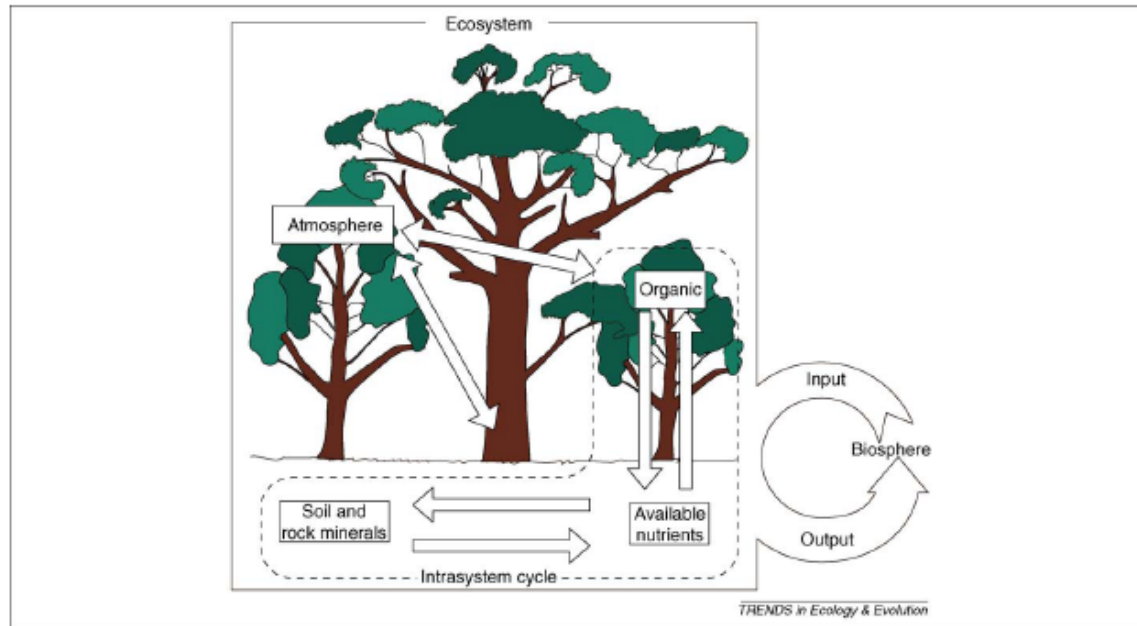 Ecosystem
Atmosphere
Organic
Input
Biosphere
Soil and
rock minerals
Available
nutrients
Output
Intrasystem cycle
TRENDS in Ecology & Evolution